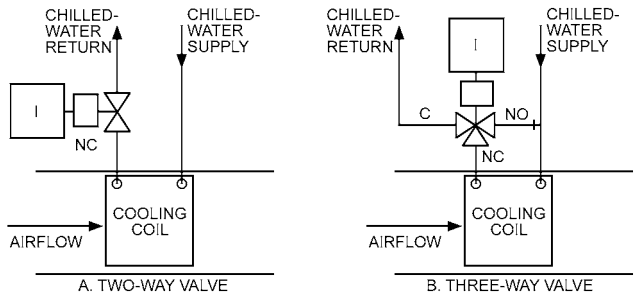 CHILLED-
WATER
RETURN
CHILLED-
WATER
SUPPLY
I
NC
COOLING
COIL
AIRFLOW
A. TWO-WAY VALVE
CHILLED-
WATER
RETURN
CHILLED-
WATER
SUPPLY
I
C
NO
NC
COOLING
COIL
AIRFLOW
B. THREE-WAY VALVE